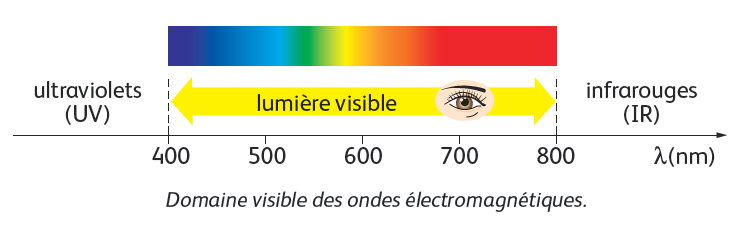 ultraviolets
(UV)
lumière visible
infrarouges
(IR)
400 500 600 700 800 λ(nm)
Domaine visible des ondes électromagnétiques.